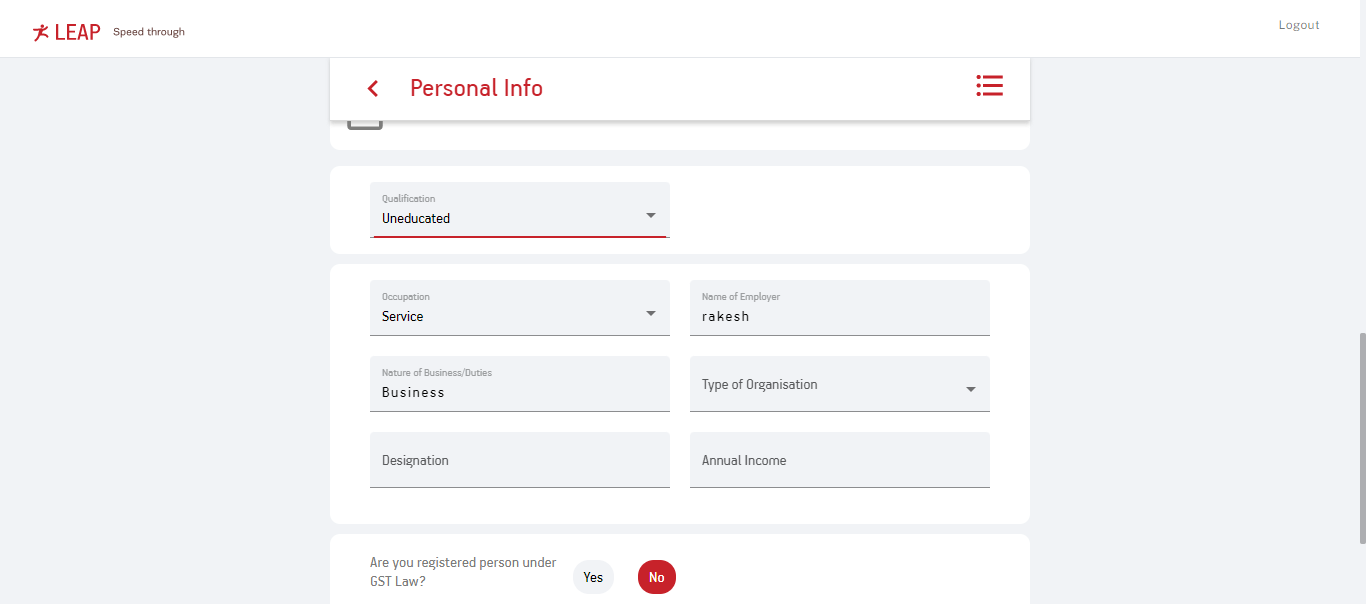 LEAP Speed through
Logout
Personal Info
Qualification
Uneducated
Occupation
Service
Name of Employer
rakesh
Nature of Business/Duties
Business
Type of Organisation
Designation
Annual Income
Are you registered person under
GST Law?
Yes
No